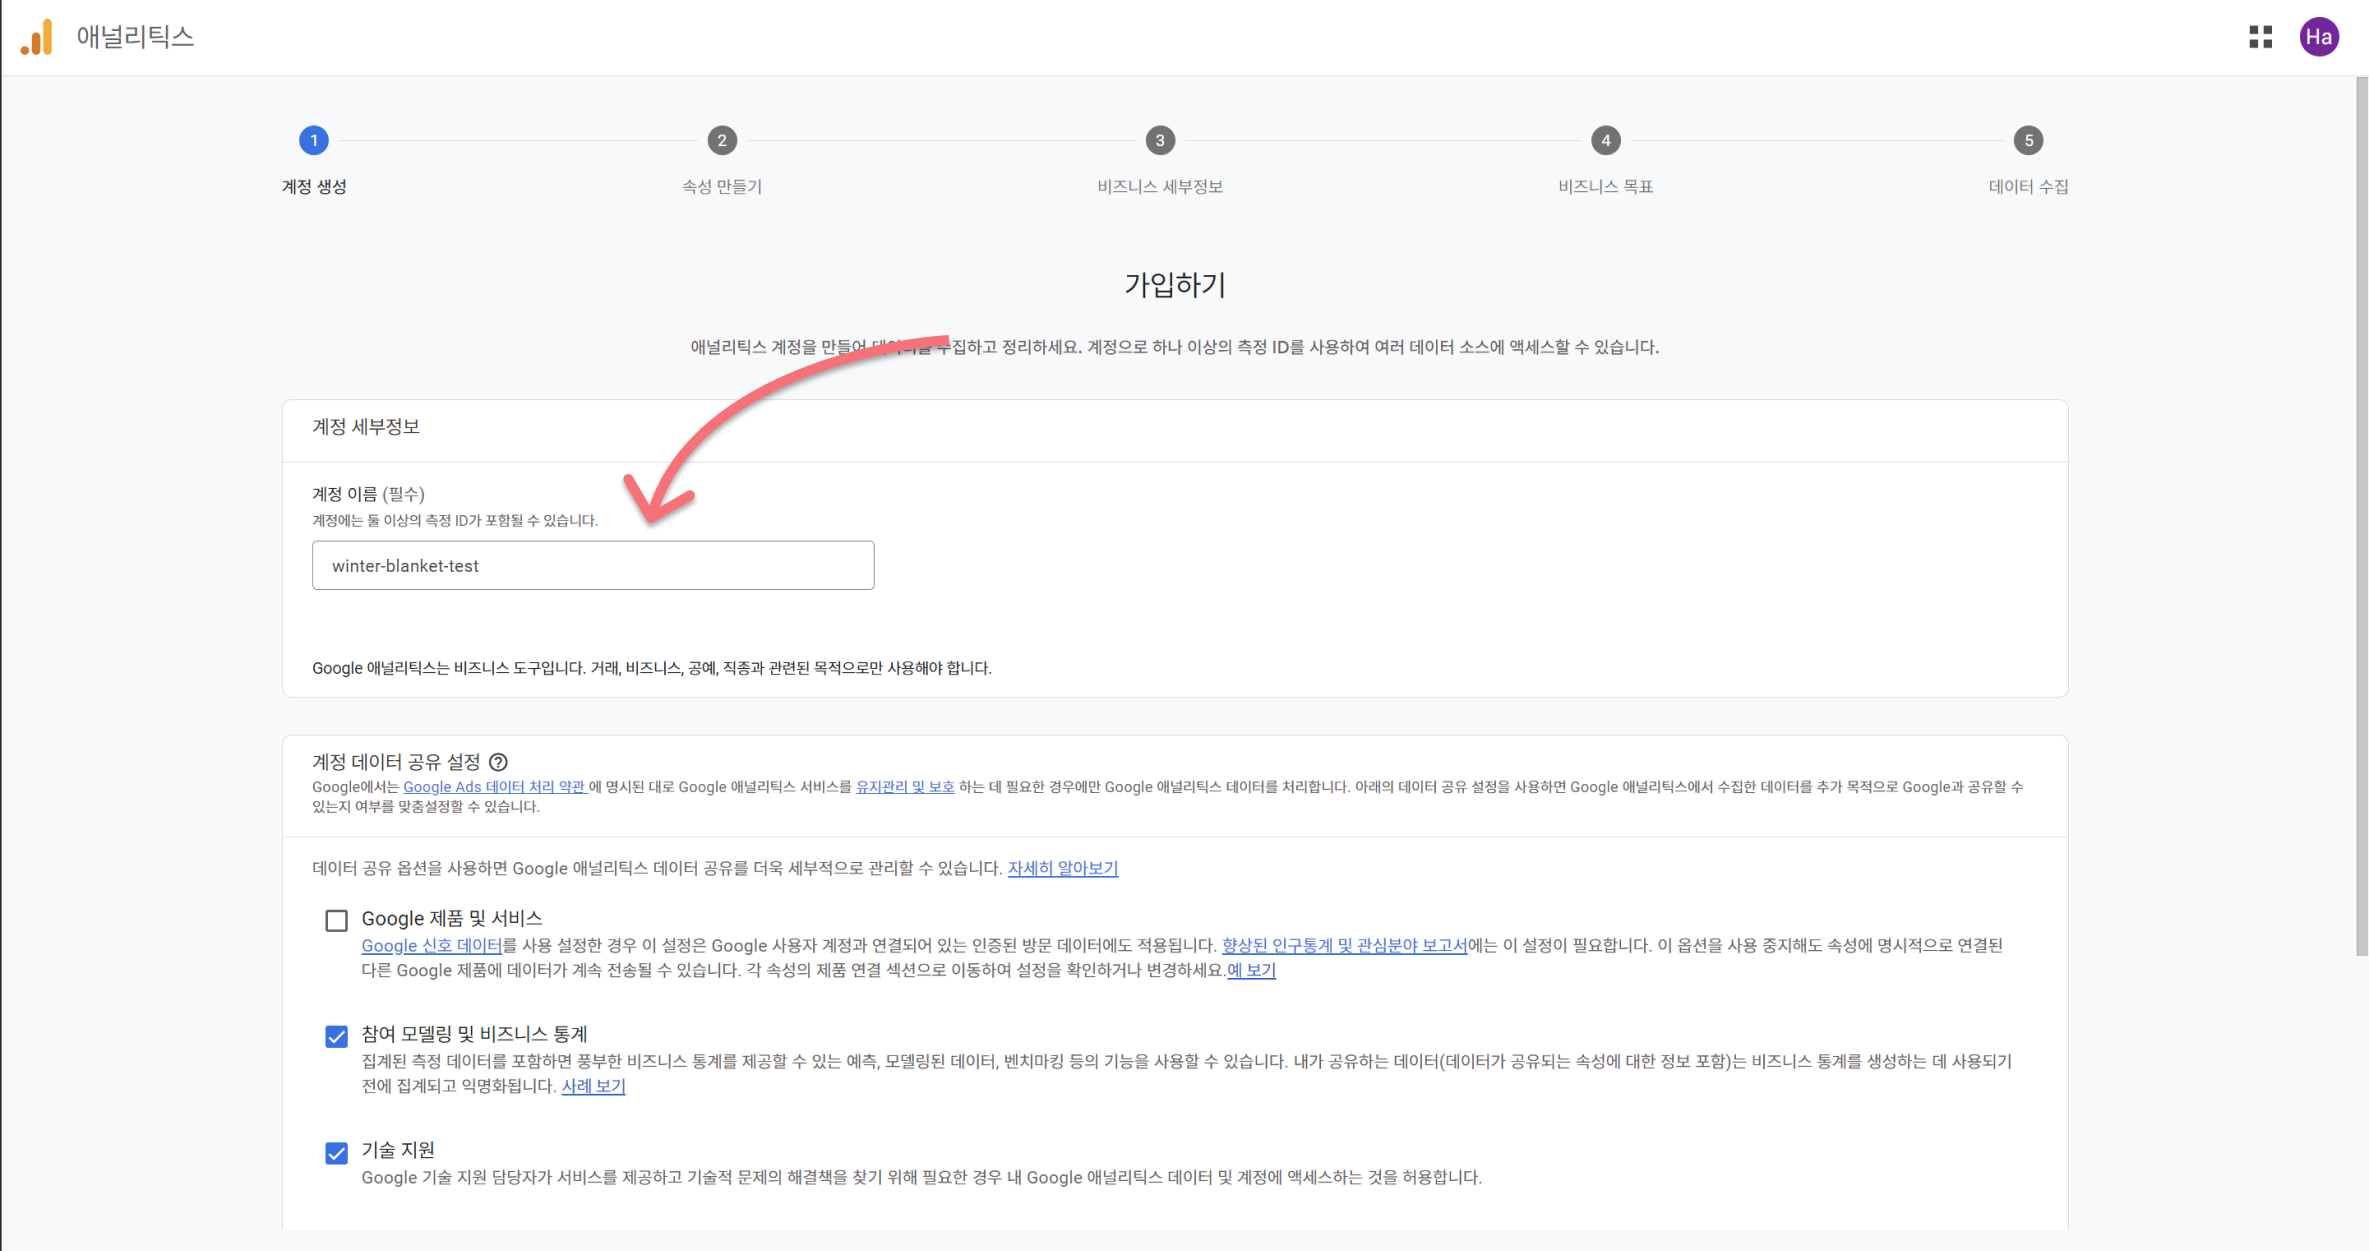 애널리틱스
Ha
1
2
3
4
5
계정 생성
속성 만들기
비즈니스 세부정보
비즈니스 목표
데이터 수집
가입하기
애널리틱스 계정을 만들어 수집하고 정리하세요. 계정으로 하나 이상의 측정 ID를 사용하여 여러 데이터 소스에 액세스할 수 있습니다.
계정 세부정보
계정 이름 (필수)
계정에는 둘 이상의 측정 ID가 포함될 수 있습니다.
winter-blanket-test
Google 애널리틱스는 비즈니스 도구입니다. 거래, 비즈니스, 공예, 직종과 관련된 목적으로만 사용해야 합니다.
계정 데이터 공유 설정 ?
Google에서는 Google Ads 데이터 처리 약관 에 명시된 대로 Google 애널리틱스 서비스를 유지관리 및 보호 하는 데 필요한 경우에만 Google 애널리틱스 데이터를 처리합니다. 아래의 데이터 공유 설정을 사용하면 Google 애널리틱스에서 수집한 데이터를 추가 목적으로 Google과 공유할 수
있는지 여부를 맞춤설정할 수 있습니다.
데이터 공유 옵션을 사용하면 Google 애널리틱스 데이터 공유를 더욱 세부적으로 관리할 수 있습니다. 자세히 알아보기
Google 제품 및 서비스
Google 신호 데이터를 사용 설정한 경우 이 설정은 Google 사용자 계정과 연결되어 있는 인증된 방문 데이터에도 적용됩니다. 향상된 인구통계 및 관심분야 보고서에는 이 설정이 필요합니다. 이 옵션을 사용 중지해도 속성에 명시적으로 연결된
다른 Google 제품에 데이터가 계속 전송될 수 있습니다. 각 속성의 제품 연결 섹션으로 이동하여 설정을 확인하거나 변경하세요.예 보기
참여 모델링 및 비즈니스 통계
집계된 측정 데이터를 포함하면 풍부한 비즈니스 통계를 제공할 수 있는 예측, 모델링된 데이터, 벤치마킹 등의 기능을 사용할 수 있습니다. 내가 공유하는 데이터(데이터가 공유되는 속성에 대한 정보 포함)는 비즈니스 통계를 생성하는 데 사용되기
전에 집계되고 익명화됩니다. 사례 보기
기술 지원
Google 기술 지원 담당자가 서비스를 제공하고 기술적 문제의 해결책을 찾기 위해 필요한 경우 내 Google 애널리틱스 데이터 및 계정에 액세스하는 것을 허용합니다.